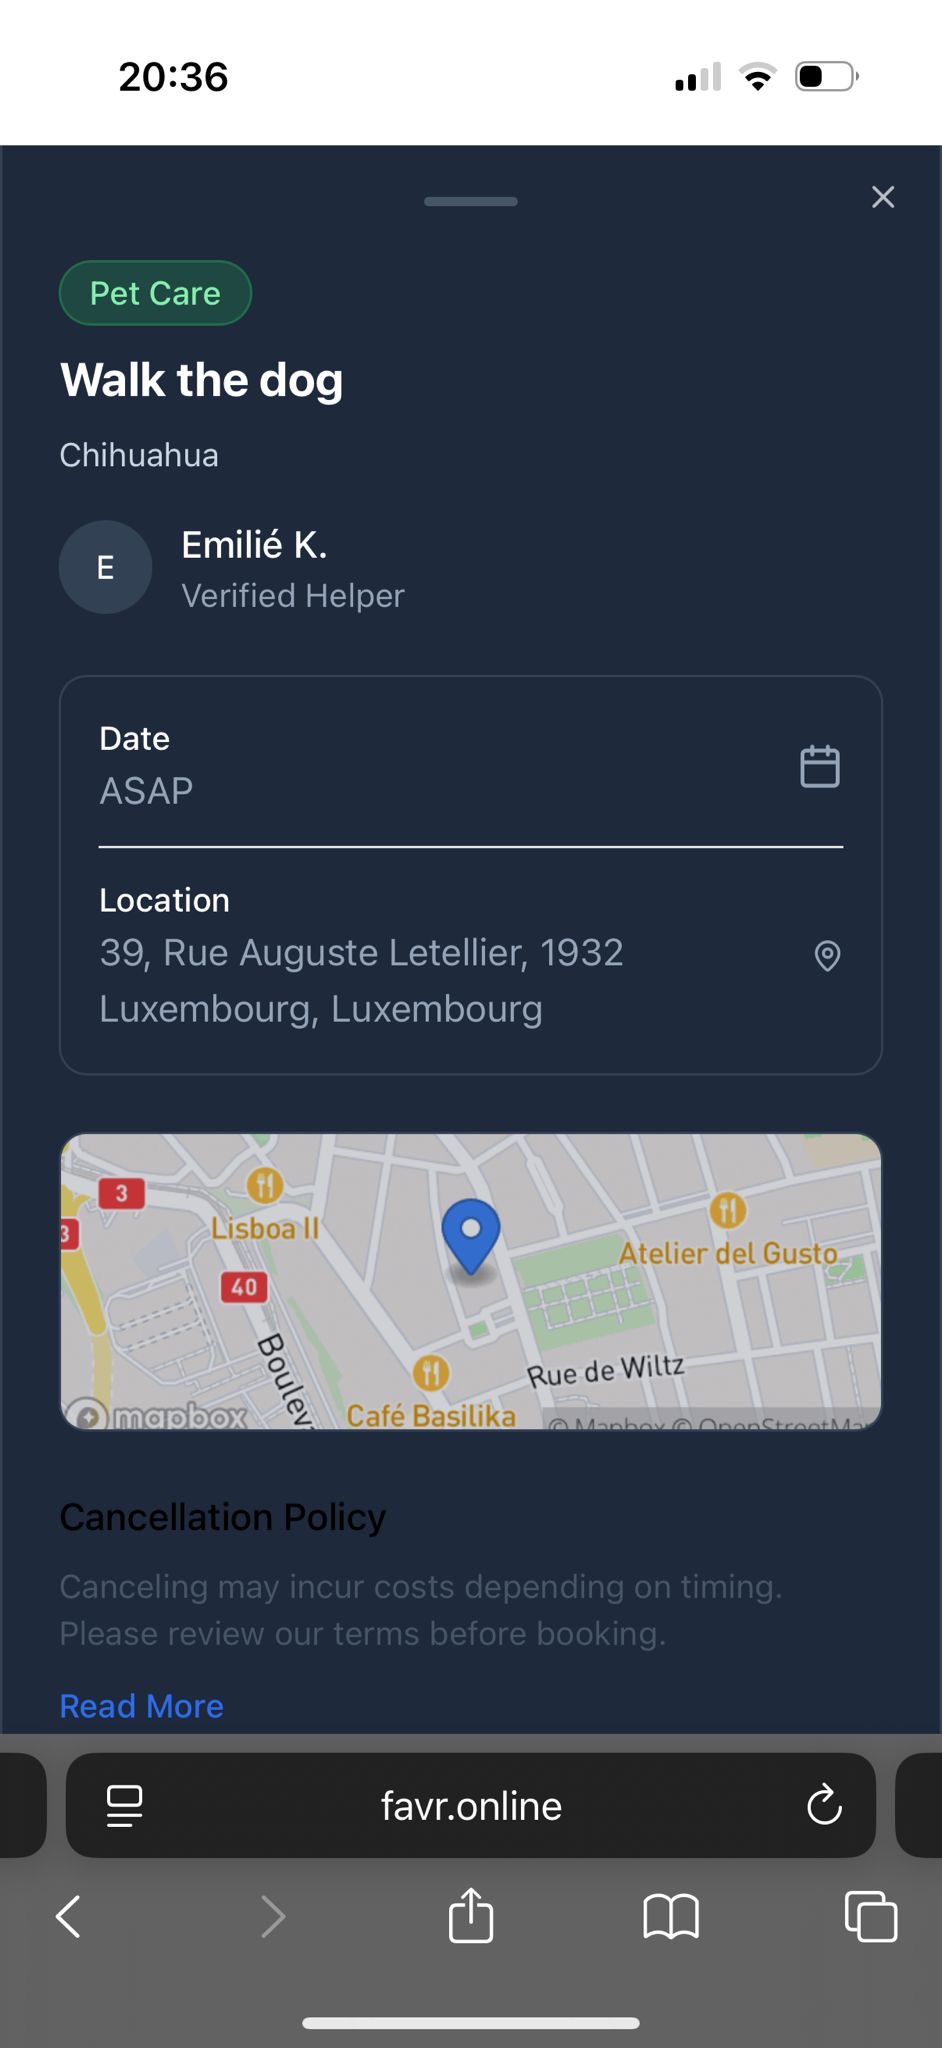 20:36
Pet Care
Walk the dog
Chihuahua
E
Emilié K.
Verified Helper
Date
ASAP
Location
39, Rue Auguste Letellier, 1932
Luxembourg, Luxembourg
3
3
Lisboa II
Atelier del Gusto
40
Boulev
Rue de Wiltz
Café Basilika
mapbox
© Mapbox © OpenStreetMap
Cancellation Policy
Canceling may incur costs depending on timing.
Please review our terms before booking.
Read More
favr.online